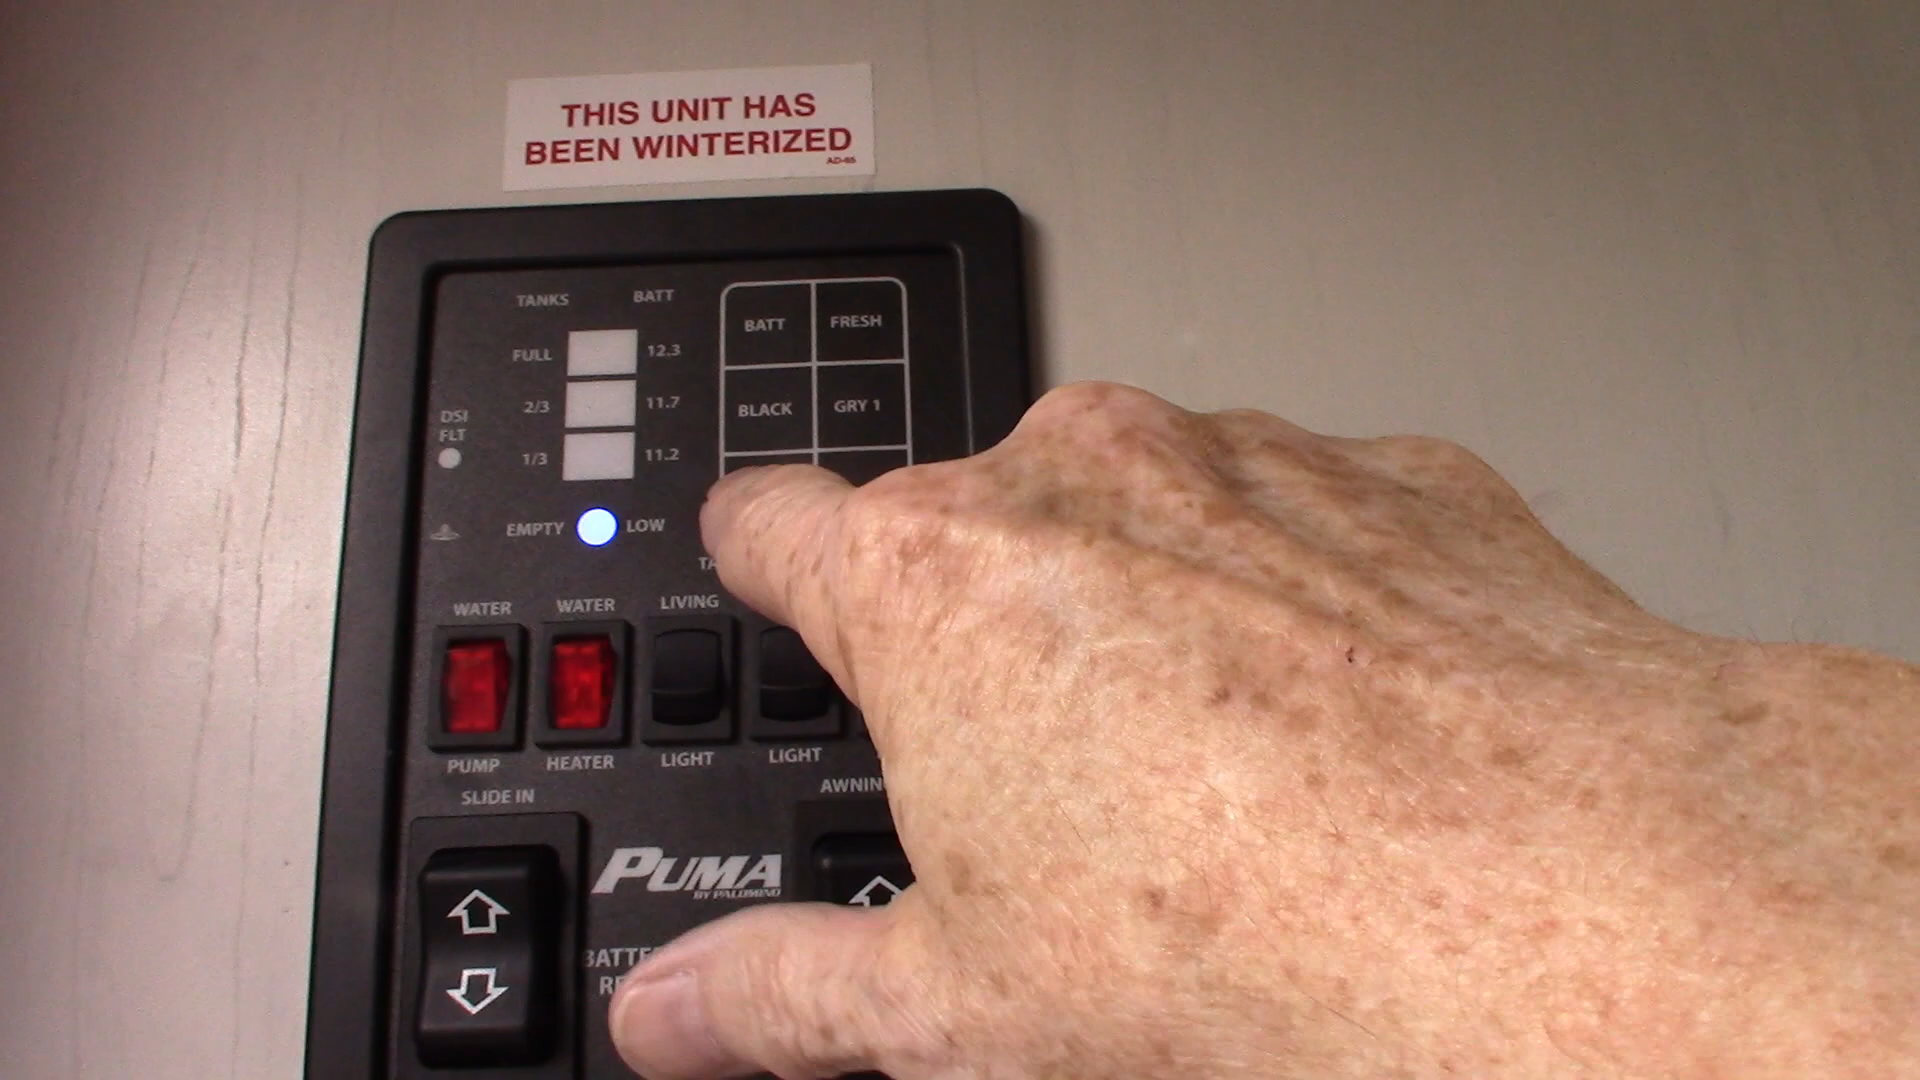 THIS UNIT HAS
BEEN WINTERIZED
AD-65
TANKS BATT
FULL 12.3
2/3 11.7
1/3 11.2
EMPTY LOW
DSI
FLT
BATT FRESH
BLACK GRY 1
WATER WATER LIVING
PUMP HEATER LIGHT LIGHT
SLIDE IN
PUMA
BY PALOMINO